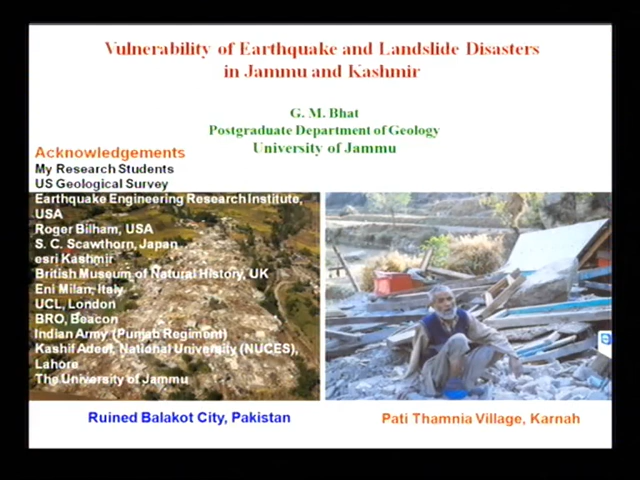 Vulnerability of Earthquake and Landslide Disasters
in Jammu and Kashmir
G. M. Bhat
Postgraduate Department of Geology
University of Jammu
Acknowledgements
My Research Students
US Geological Survey
Earthquake Engineering Research Institute,
USA
Roger Bilham, USA
S. C. Scawthorn, Japan
esri Kashmir
British Museum of Natural History, UK
Eni Milan, Italy
UCL, London
BRO, Beacon
Indian Army (Punjab Regiment)
Kashif Adeel, National University (NUCES),
Lahore
The University of Jammu
Ruined Balakot City, Pakistan
Pati Thamnia Village, Karnah